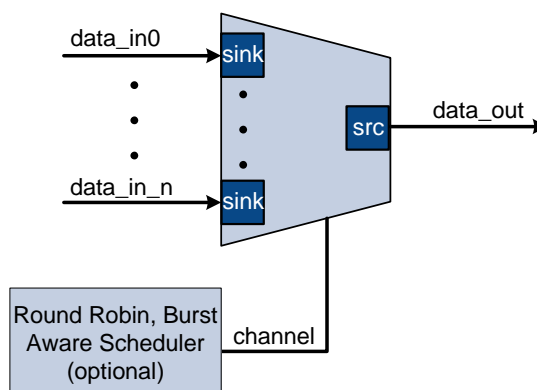 data_in0
sink
src
data_out
data_in_n
sink
Round Robin, Burst
Aware Scheduler
(optional)
channel